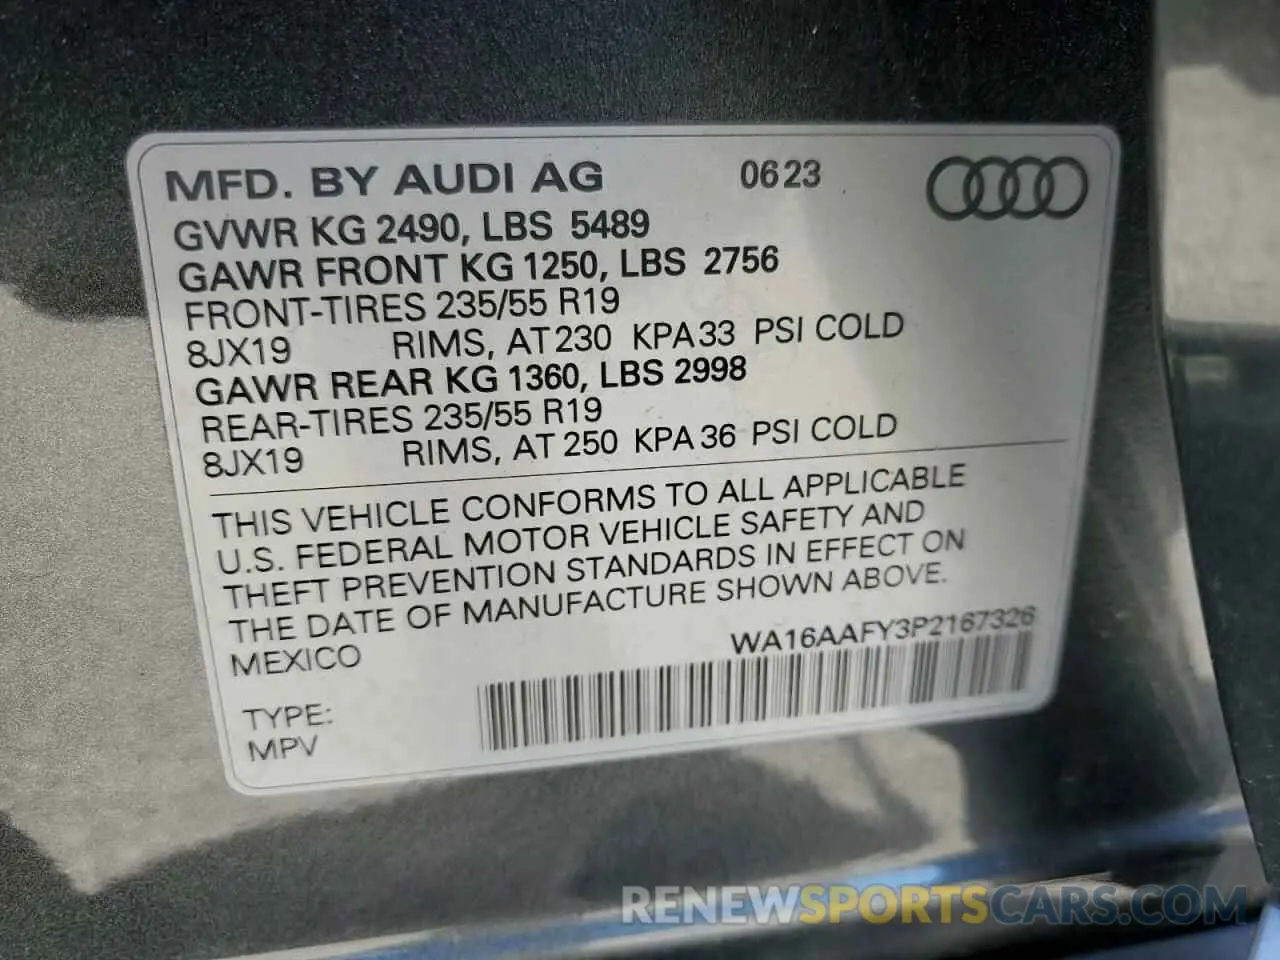 MFD. BY AUDI AG 0623
GVWR KG 2490, LBS 5489
GAWR FRONT KG 1250, LBS 2756
FRONT-TIRES 235/55 R19
8JX19 RIMS, AT 230 KPA 33 PSI COLD
GAWR REAR KG 1360, LBS 2998
REAR-TIRES 235/55 R19
8JX19 RIMS, AT 250 KPA 36 PSI COLD
THIS VEHICLE CONFORMS TO ALL APPLICABLE
U.S. FEDERAL MOTOR VEHICLE SAFETY AND
THEFT PREVENTION STANDARDS IN EFFECT ON
THE DATE OF MANUFACTURE SHOWN ABOVE.
MEXICO WA16AAFY3P2167326
TYPE:
MPV
RENEWSPORTSCARS.COM